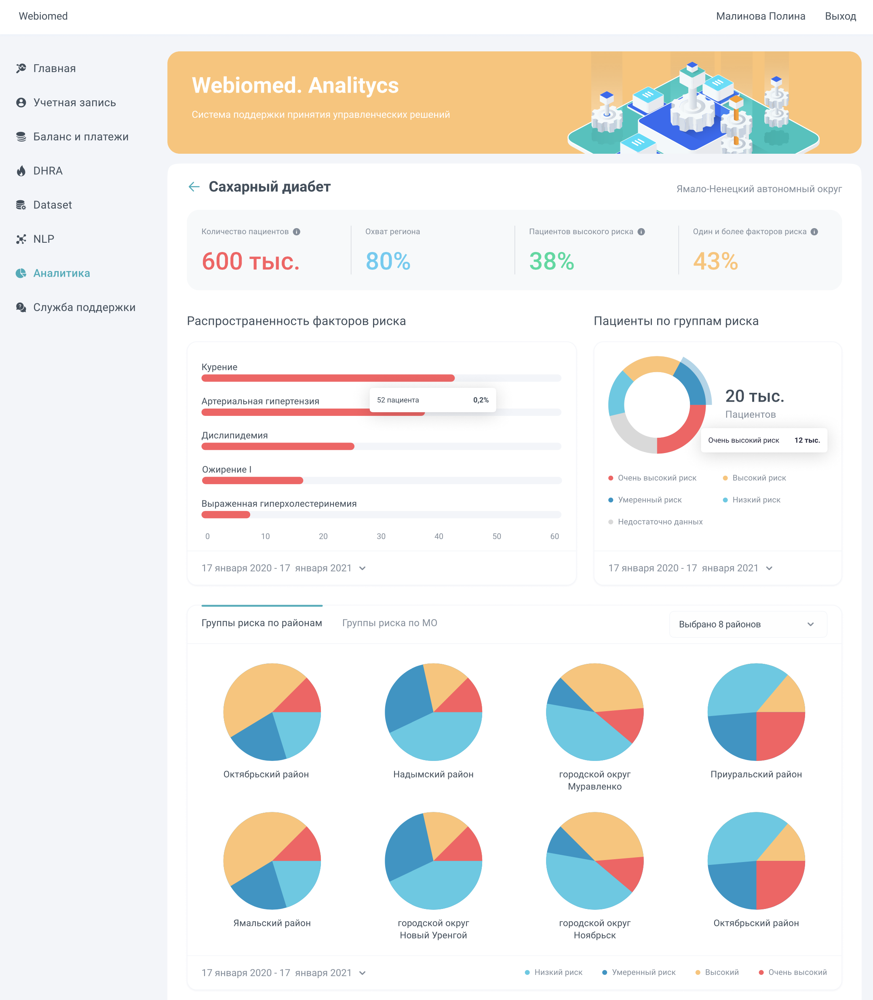 Webiomed
Малинова Полина
Выход
Главная
Учетная запись
Баланс и платежи
DHRA
Dataset
NLP
Аналитика
Служба поддержки
Webiomed. Analitycs
Система поддержки принятия управленческих решений
Сахарный диабет
Ямало-Ненецкий автономный округ
Количество пациентов
600 тыс.
Охват региона
80%
Пациентов высокого риска
38%
Один и более факторов риска
43%
Распространенность факторов риска
Курение
52 пациента 0,2%
Артериальная гипертензия
Дислипидемия
Ожирение I
Выраженная гиперхолестеринемия
0 10 20 30 40 50 60
17 января 2020 - 17 января 2021
Пациенты по группам риска
20 тыс.
Пациентов
Очень высокий риск 12 тыс.
Очень высокий риск
Высокий риск
Умеренный риск
Низкий риск
Недостаточно данных
17 января 2020 - 17 января 2021
Группы риска по районам
Группы риска по МО
Выбрано 8 районов
Октябрьский район
Надымский район
городской округ
Муравленко
Приуральский район
Ямальский район
городской округ
Новый Уренгой
городской округ
Ноябрьск
Октябрьский район
17 января 2020 - 17 января 2021
Низкий риск
Умеренный риск
Высокий
Очень высокий